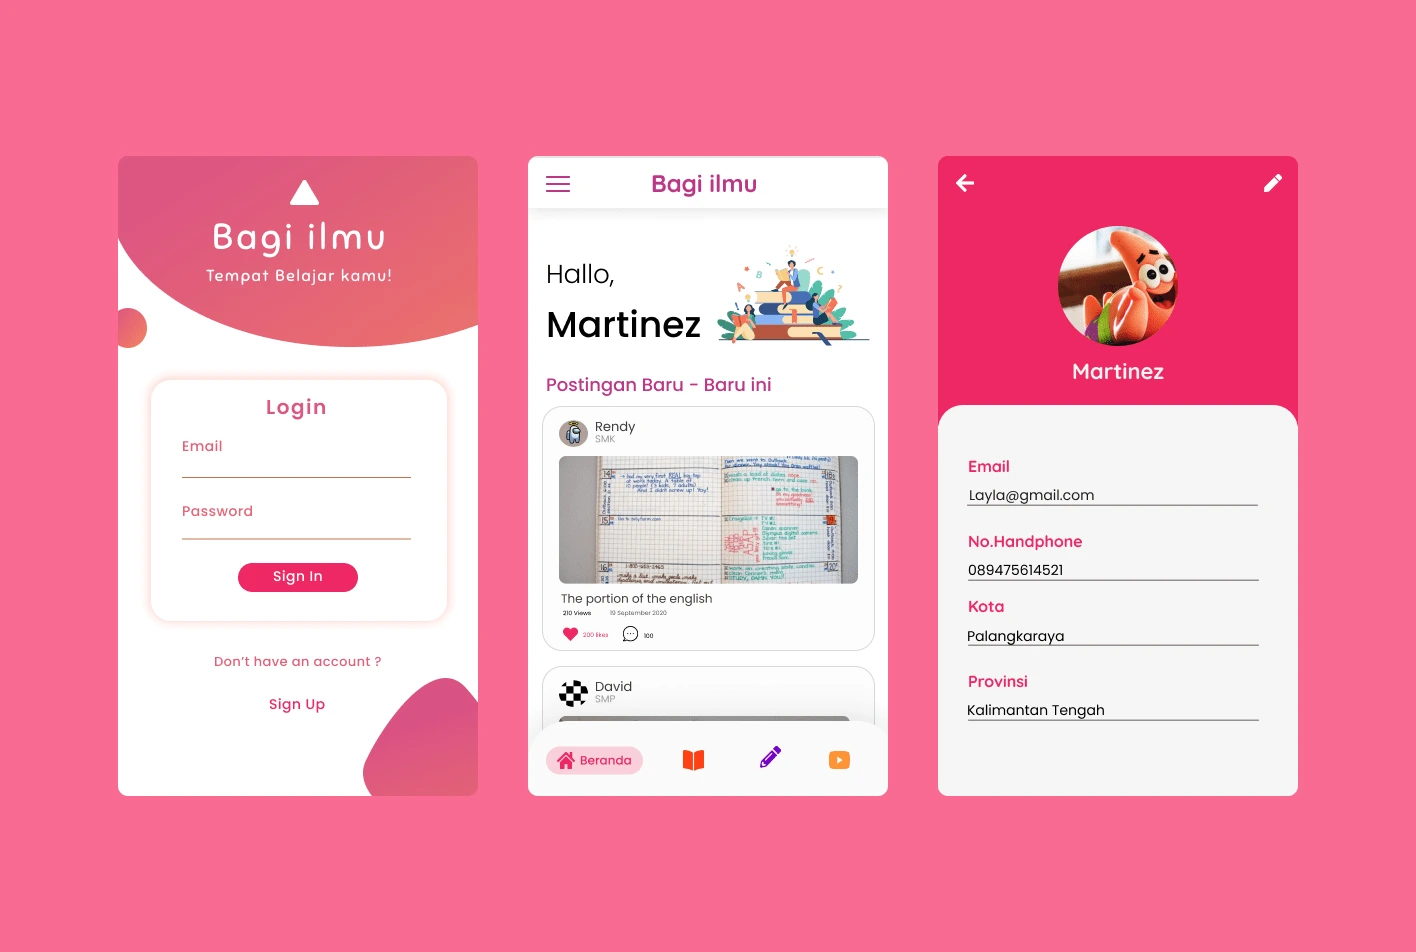 Bagi ilmu
Tempat Belajar kamu!
Login
Email
Password
Sign In
Don't have an account ?
Sign Up
Bagi ilmu
Hallo,
Martinez
Postingan Baru - Baru ini
Rendy
SMK
The portion of the english
210 Views 19 September 2020
200 likes 100
David
SMP
Beranda
Martinez
Email
Layla@gmail.com
No.Handphone
089475614521
Kota
Palangkaraya
Provinsi
Kalimantan Tengah